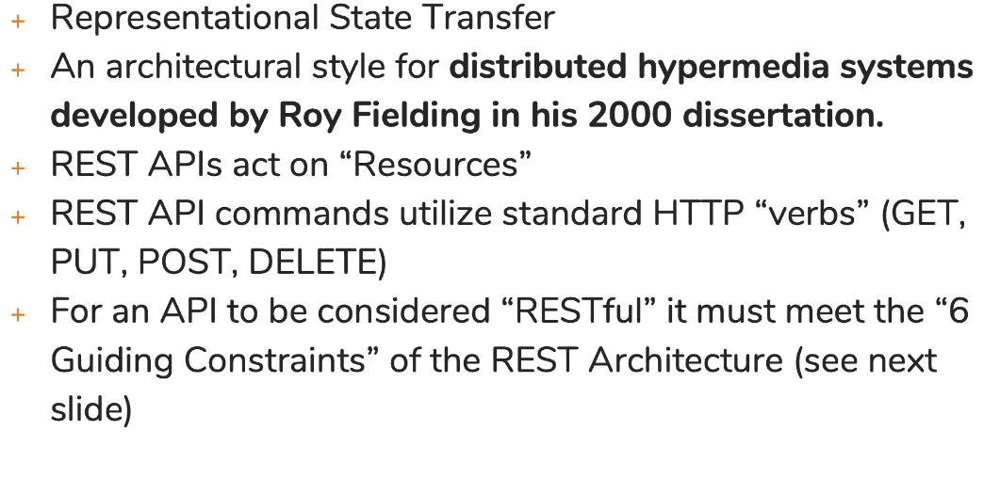 + Representational State Transfer
+ An architectural style for distributed hypermedia systems
developed by Roy Fielding in his 2000 dissertation.
+ REST APIs act on “Resources”
+ REST API commands utilize standard HTTP “verbs” (GET,
PUT, POST, DELETE)
+ For an API to be considered “RESTful” it must meet the “6
Guiding Constraints” of the REST Architecture (see next
slide)